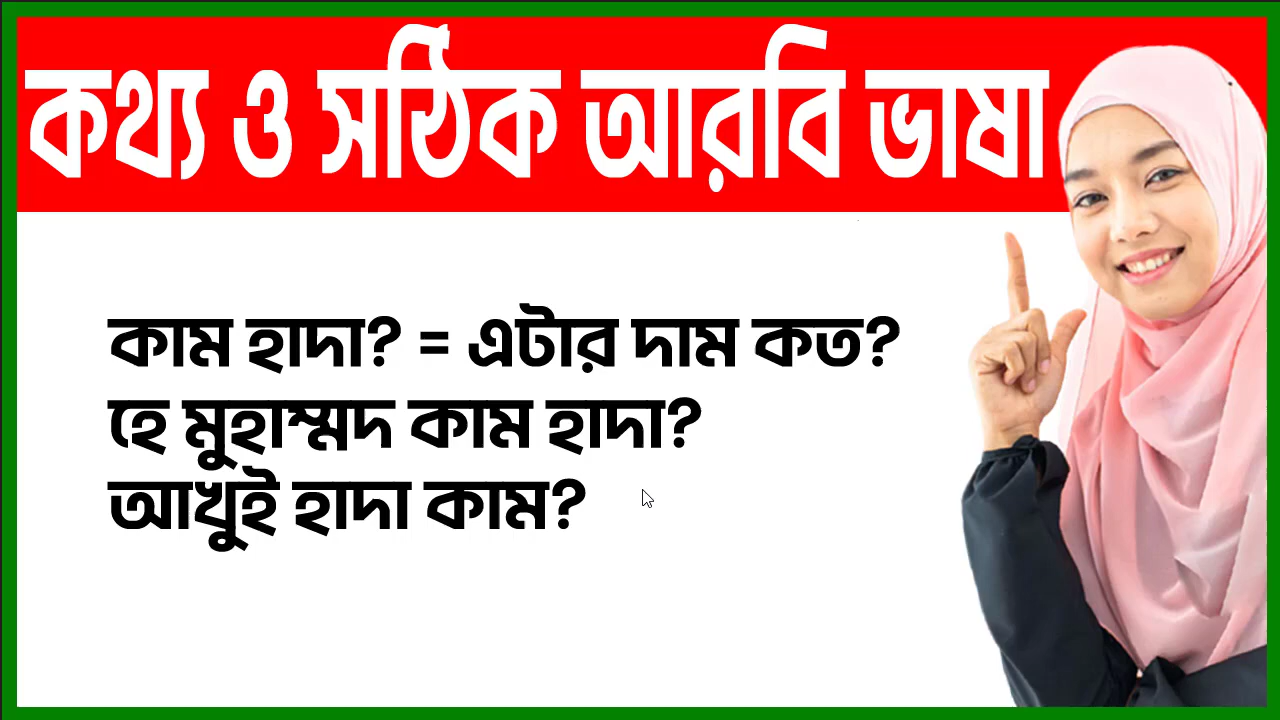 কথ্য ও সঠিক আরবি ভাষা
কাম হাদা? = এটার দাম কত?
হে মুহাম্মদ কাম হাদা?
আখুই হাদা কাম?